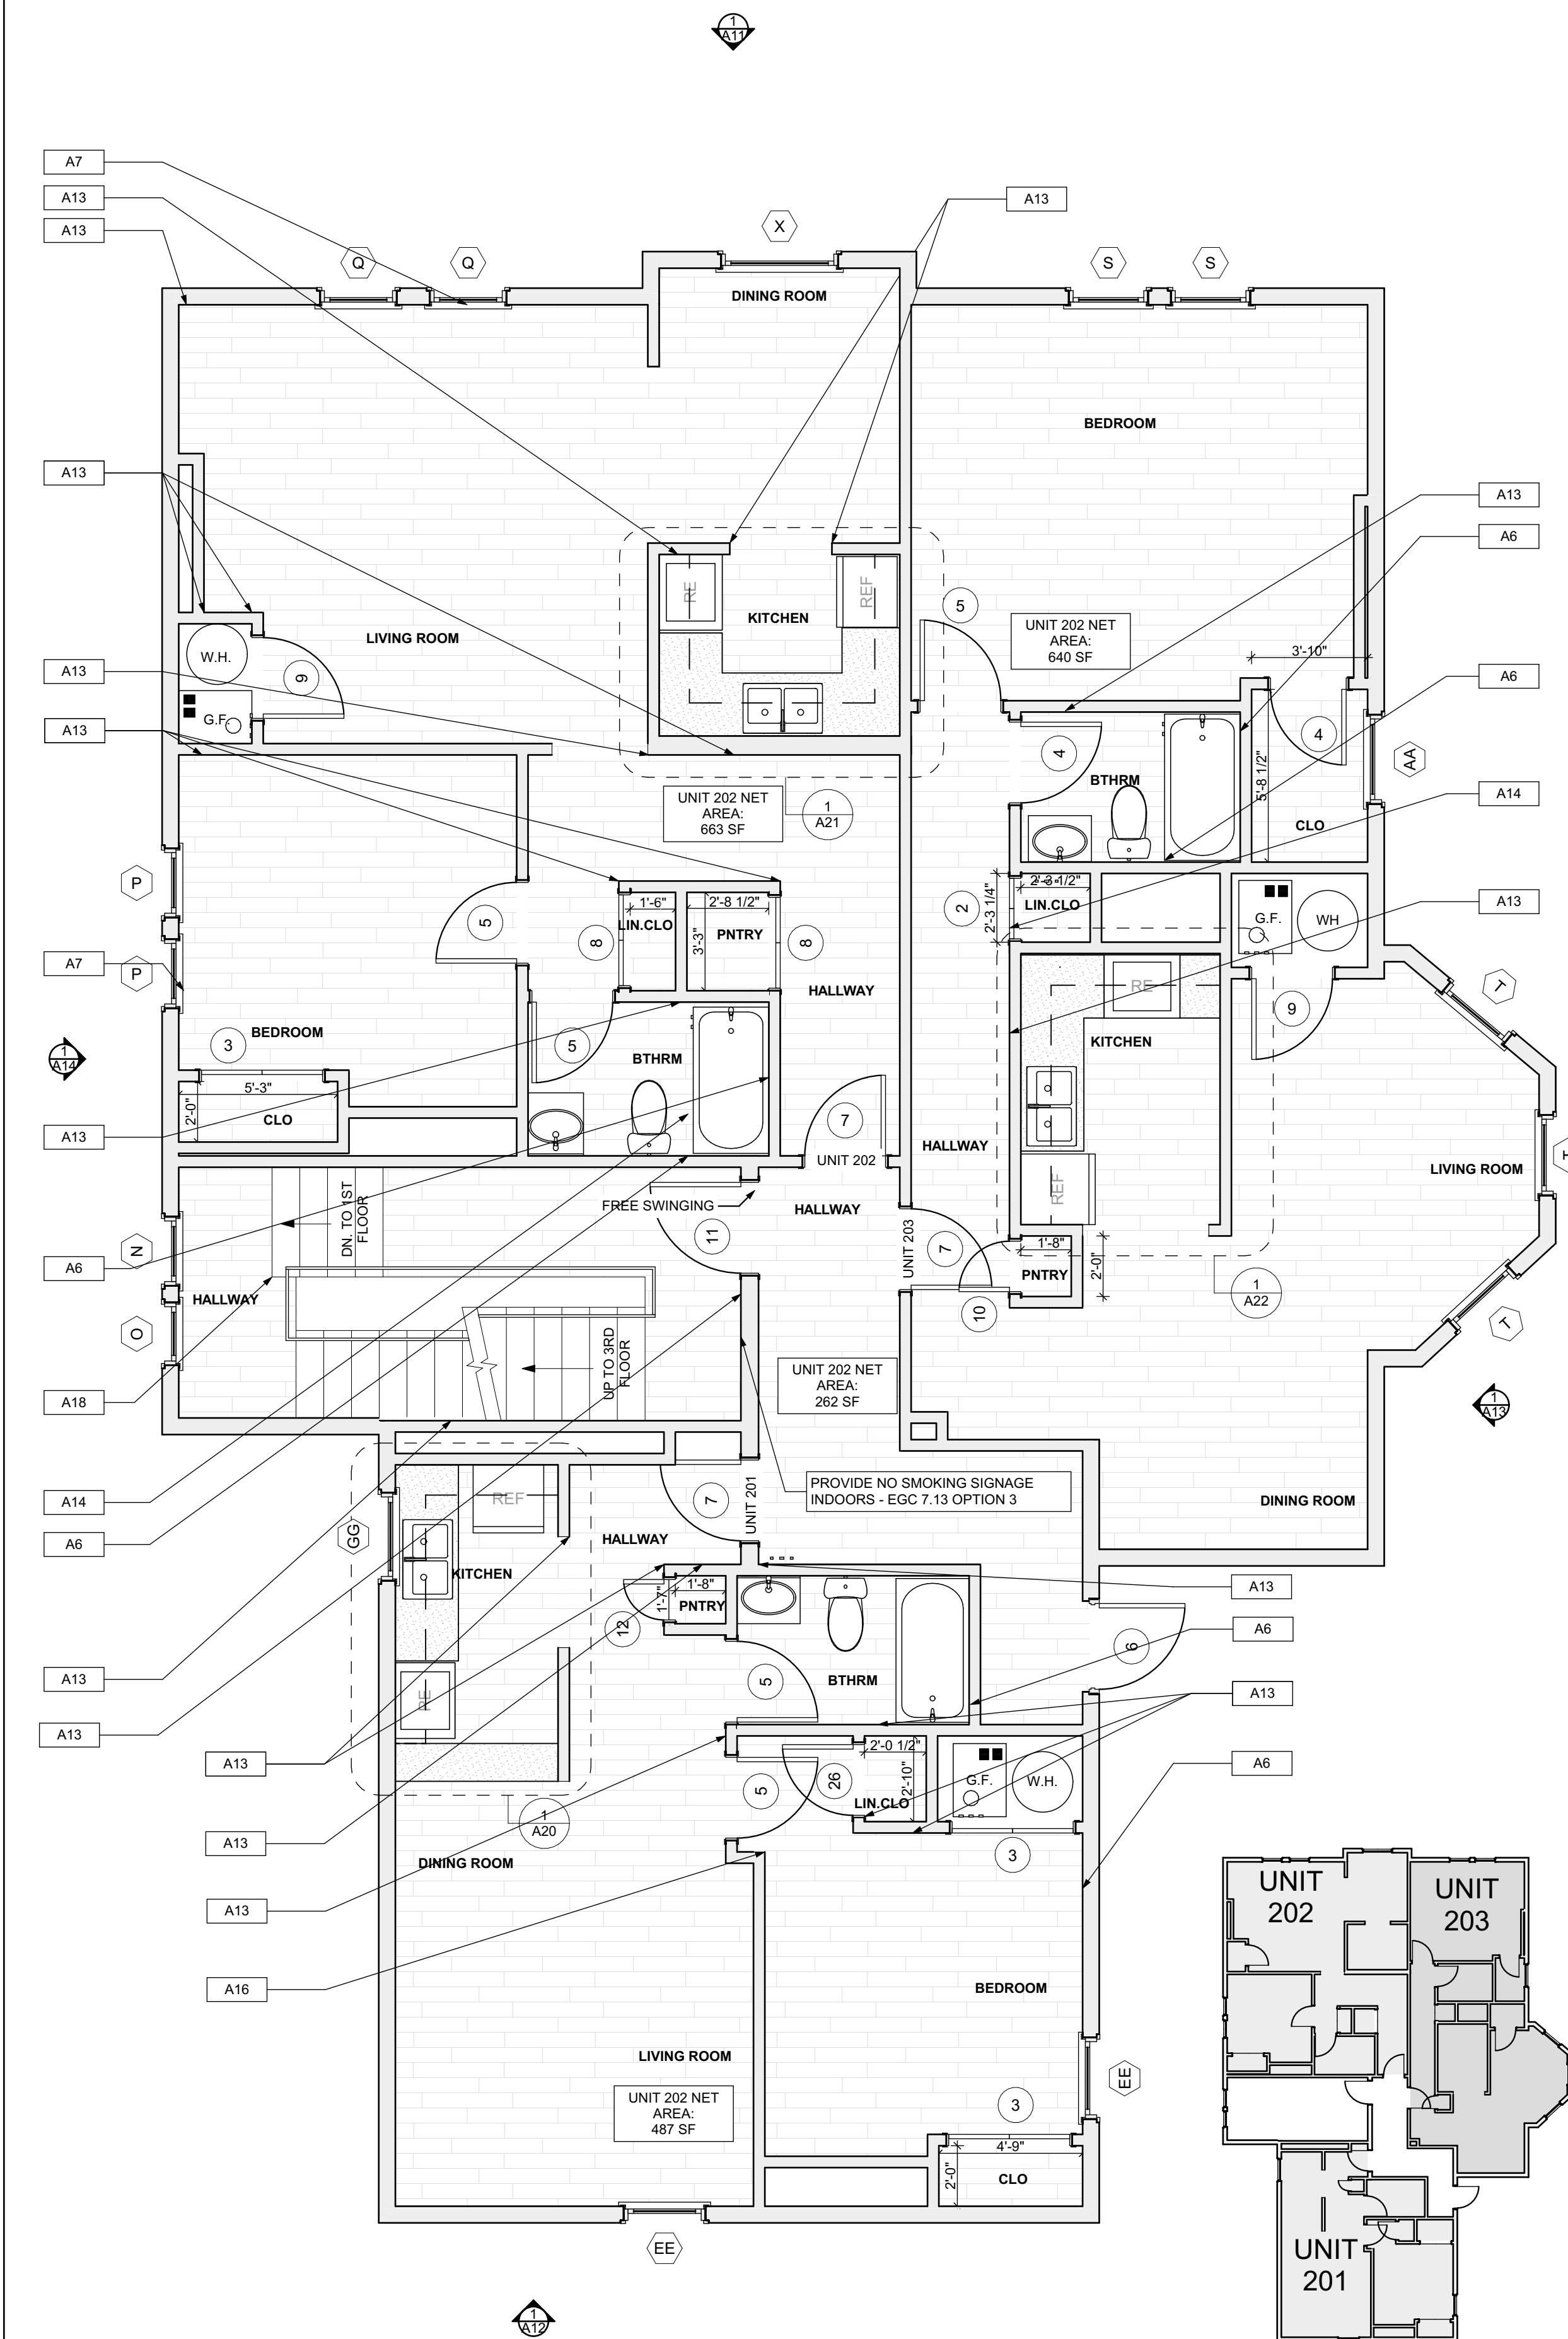 1
A11
A7
A13
A13
A13
X
Q
Q
S
S
DINING ROOM
BEDROOM
A13
A13
A6
RE
REF
5
KITCHEN
LIVING ROOM
UNIT 202 NET
AREA:
640 SF
3'-10"
W.H.
9
G.F.
A13
A6
A13
4
4
5'-8 1/2"
AA
BTHRM
CLO
A14
UNIT 202 NET
AREA:
663 SF
1
A21
P
5
8
1'-6"
LIN.CLO
2'-8 1/2"
3'-3"
PNTRY
8
2
2'-3 1/4"
2'-3 1/2"
LIN.CLO
G.F.
WH
A13
A7
P
HALLWAY
RE
T
9
1
A14
3
BEDROOM
5
BTHRM
KITCHEN
5'-3"
2'-0"
CLO
A13
7
UNIT 202
HALLWAY
LIVING ROOM
REF
DN. TO 1ST
FLOOR
FREE SWINGING
11
HALLWAY
UNIT 203
7
1'-8"
PNTRY
2'-0"
10
1
A22
N
A6
HALLWAY
O
UP TO 3RD
FLOOR
T
A18
UNIT 202 NET
AREA:
262 SF
1
A13
A14
REF
7
UNIT 201
PROVIDE NO SMOKING SIGNAGE
INDOORS - EGC 7.13 OPTION 3
DINING ROOM
A6
GG
HALLWAY
KITCHEN
1'-8"
1'-7"
PNTRY
12
A13
A6
6
A13
RE
5
BTHRM
A13
A13
A13
2'-0 1/2"
A6
5
26
2'-10"
LIN.CLO
G.F.
W.H.
1
A20
A13
3
DINING ROOM
A13
UNIT
202
UNIT
203
A16
BEDROOM
LIVING ROOM
UNIT 202 NET
AREA:
487 SF
EE
3
4'-9"
2'-0"
CLO
EE
UNIT
201
1
A12